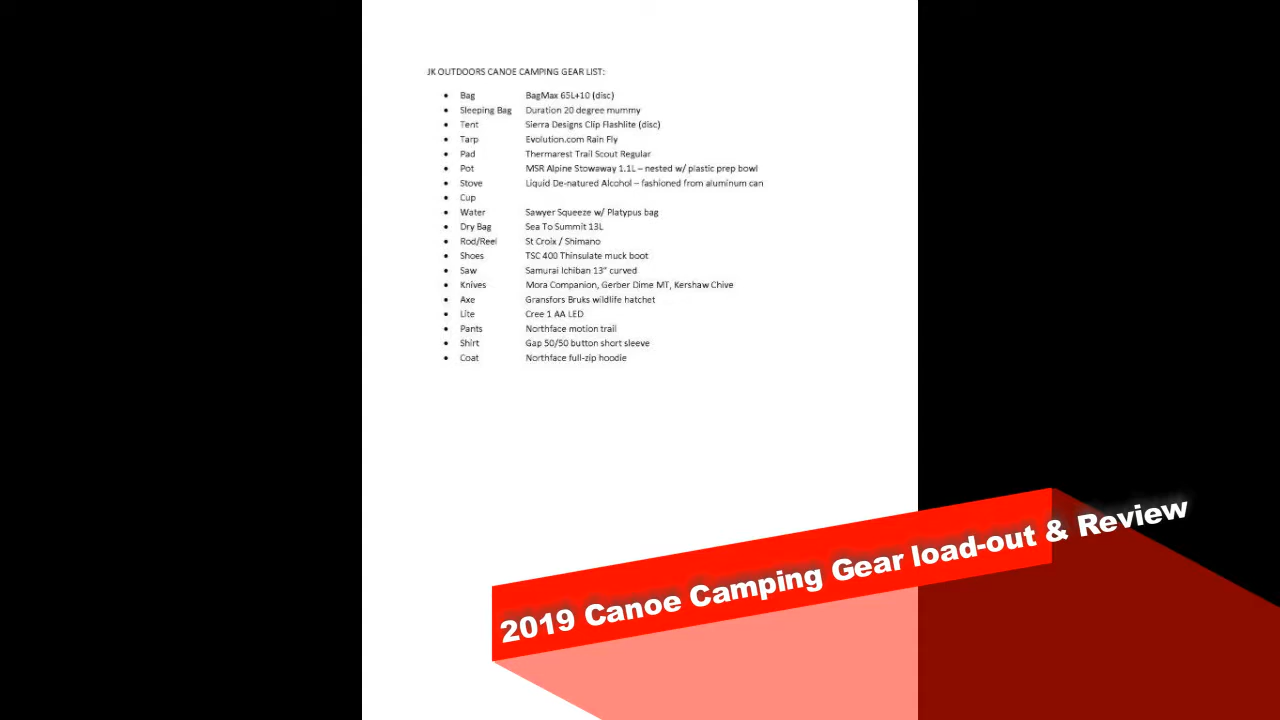 JK OUTDOORS CANOE CAMPING GEAR LIST:
• Bag BagMax 65L+10 (disc)
• Sleeping Bag Duration 20 degree mummy
• Tent Sierra Designs Clip Flashlite (disc)
• Tarp Evolution.com Rain Fly
• Pad Thermarest Trail Scout Regular
• Pot MSR Alpine Stowaway 1.1L – nested w/ plastic prep bowl
• Stove Liquid De-natured Alcohol – fashioned from aluminum can
• Cup
• Water Sawyer Squeeze w/ Platypus bag
• Dry Bag Sea To Summit 13L
• Rod/Reel St Croix / Shimano
• Shoes TSC 400 Thinsulate muck boot
• Saw Samurai Ichiban 13" curved
• Knives Mora Companion, Gerber Dime MT, Kershaw Chive
• Axe Gransfors Bruks wildlife hatchet
• Lite Cree 1 AA LED
• Pants Northface motion trail
• Shirt Gap 50/50 button short sleeve
• Coat Northface full-zip hoodie
2019 Canoe Camping Gear load-out & Review